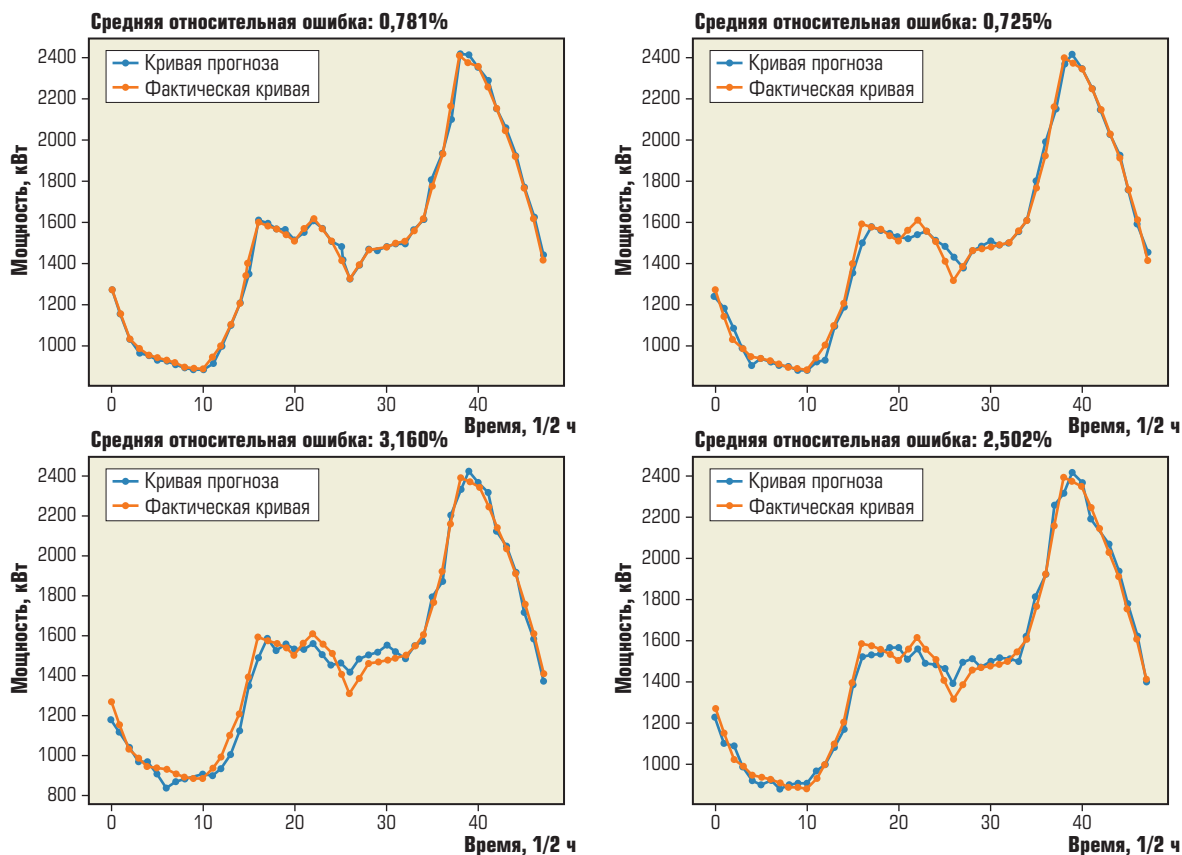 Средняя относительная ошибка: 0,781%
Мощность, кВт
2400
2200
2000
1800
1600
1400
1200
1000
Кривая прогноза
Фактическая кривая
0 10 20 30 40
Время, 1/2 ч
Средняя относительная ошибка: 0,725%
Мощность, кВт
2400
2200
2000
1800
1600
1400
1200
1000
Кривая прогноза
Фактическая кривая
0 10 20 30 40
Время, 1/2 ч
Средняя относительная ошибка: 3,160%
Мощность, кВт
2400
2200
2000
1800
1600
1400
1200
1000
800
Кривая прогноза
Фактическая кривая
0 10 20 30 40
Время, 1/2 ч
Средняя относительная ошибка: 2,502%
Мощность, кВт
2400
2200
2000
1800
1600
1400
1200
1000
Кривая прогноза
Фактическая кривая
0 10 20 30 40
Время, 1/2 ч